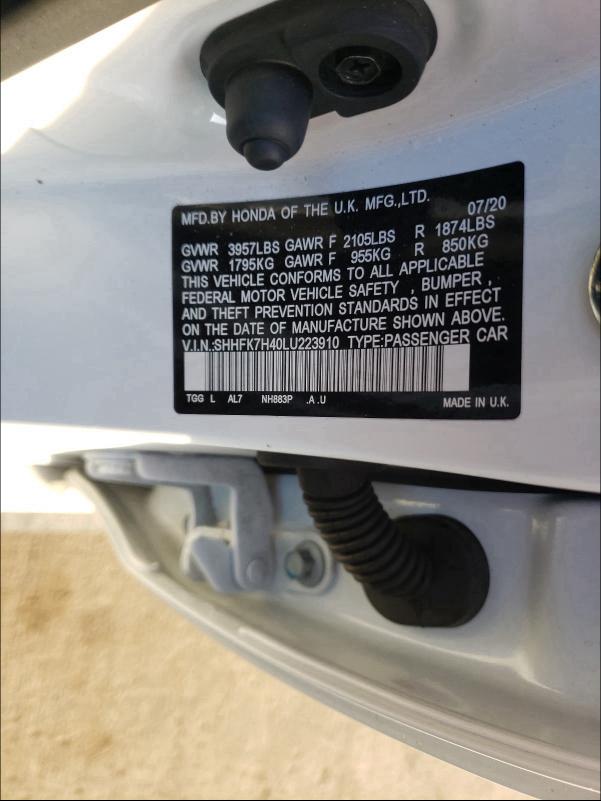 MFD.BY HONDA OF THE U.K. MFG.,LTD. 07/20
GVWR 3957LBS GAWR F 2105LBS R 1874LBS
GVWR 1795KG GAWR F 955KG R 850KG
THIS VEHICLE CONFORMS TO ALL APPLICABLE
FEDERAL MOTOR VEHICLE SAFETY , BUMPER ,
AND THEFT PREVENTION STANDARDS IN EFFECT
ON THE DATE OF MANUFACTURE SHOWN ABOVE.
V.I.N.:SHHFK7H40LU223910 TYPE:PASSENGER CAR
TGG L AL7 NH883P .A.U MADE IN U.K.